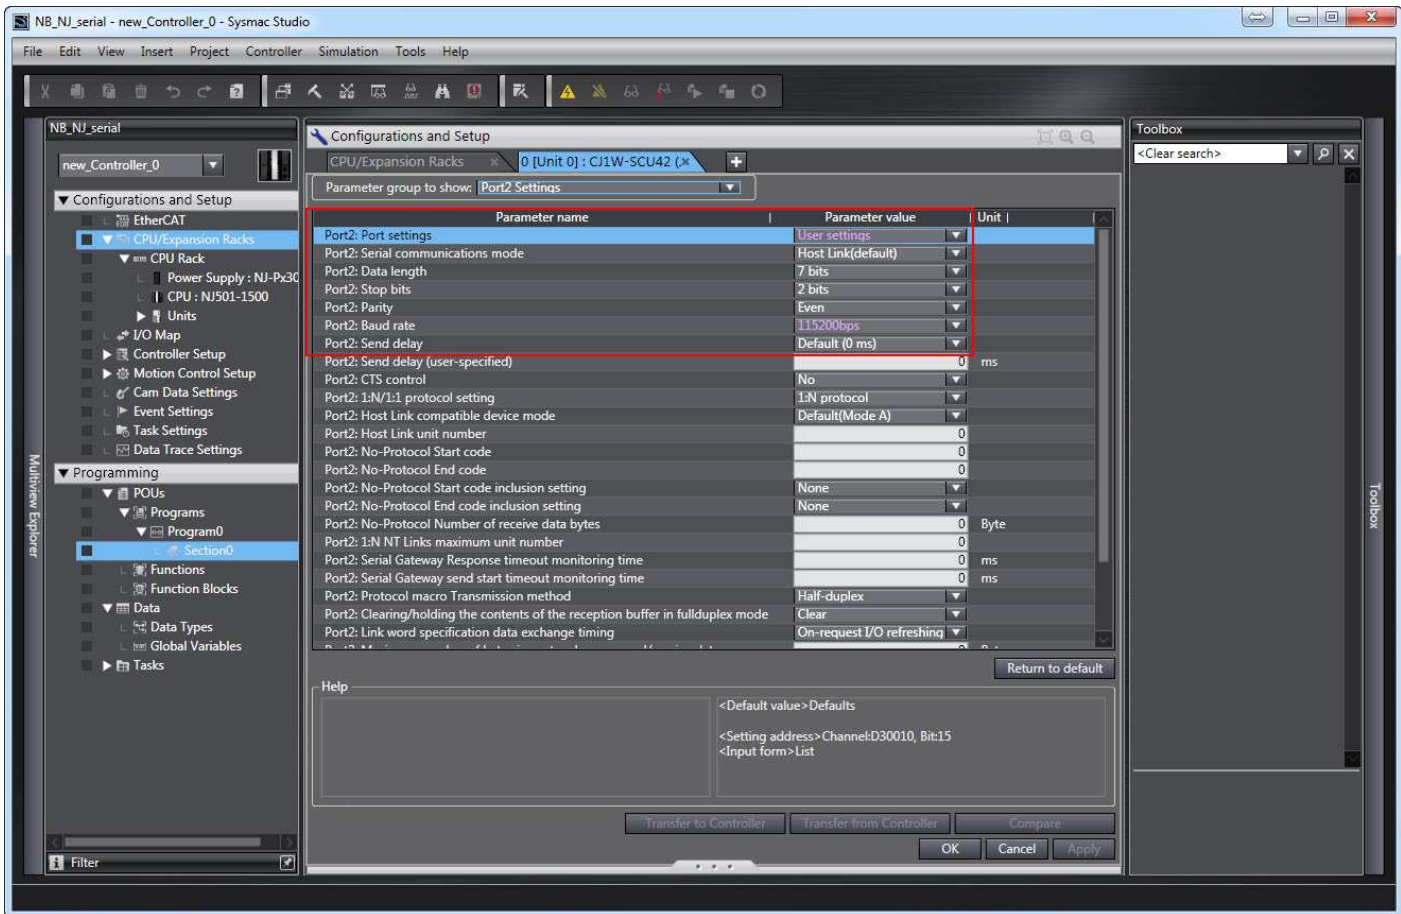 NB_NJ_serial - new_Controller_0 - Sysmac Studio
File Edit View Insert Project Controller Simulation Tools Help
NB_NJ_serial
new_Controller_0
Configurations and Setup
EtherCAT
CPU/Expansion Racks
CPU Rack
Power Supply : NJ-Px30
CPU : NJ501-1500
Units
I/O Map
Controller Setup
Motion Control Setup
Cam Data Settings
Event Settings
Task Settings
Data Trace Settings
Programming
POUs
Programs
Program0
Section0
Functions
Function Blocks
Data
Data Types
Global Variables
Tasks
Filter
Multiview Explorer
Configurations and Setup
CPU/Expansion Racks 0 [Unit 0] : CJ1W-SCU42 (
Parameter group to show: Port2 Settings
Parameter name Parameter value Unit
Port2: Port settings User settings
Port2: Serial communications mode Host Link(default)
Port2: Data length 7 bits
Port2: Stop bits 2 bits
Port2: Parity Even
Port2: Baud rate 115200bps
Port2: Send delay Default (0 ms)
Port2: Send delay (user-specified) 0 ms
Port2: CTS control No
Port2: 1:N/1:1 protocol setting 1:N protocol
Port2: Host Link compatible device mode Default(Mode A)
Port2: Host Link unit number 0
Port2: No-Protocol Start code 0
Port2: No-Protocol End code 0
Port2: No-Protocol Start code inclusion setting None
Port2: No-Protocol End code inclusion setting None
Port2: No-Protocol Number of receive data bytes 0 Byte
Port2: 1:N NT Links maximum unit number 0
Port2: Serial Gateway Response timeout monitoring time 0 ms
Port2: Serial Gateway send start timeout monitoring time 0 ms
Port2: Protocol macro Transmission method Half-duplex
Port2: Clearing/holding the contents of the reception buffer in fullduplex mode Clear
Port2: Link word specification data exchange timing On-request I/O refreshing
Return to default
Help
<Default value>Defaults
<Setting address>Channel:D30010, Bit:15
<Input form>List
Transfer to Controller Transfer from Controller Compare
OK Cancel Apply
Toolbox
<Clear search>
Toolbox